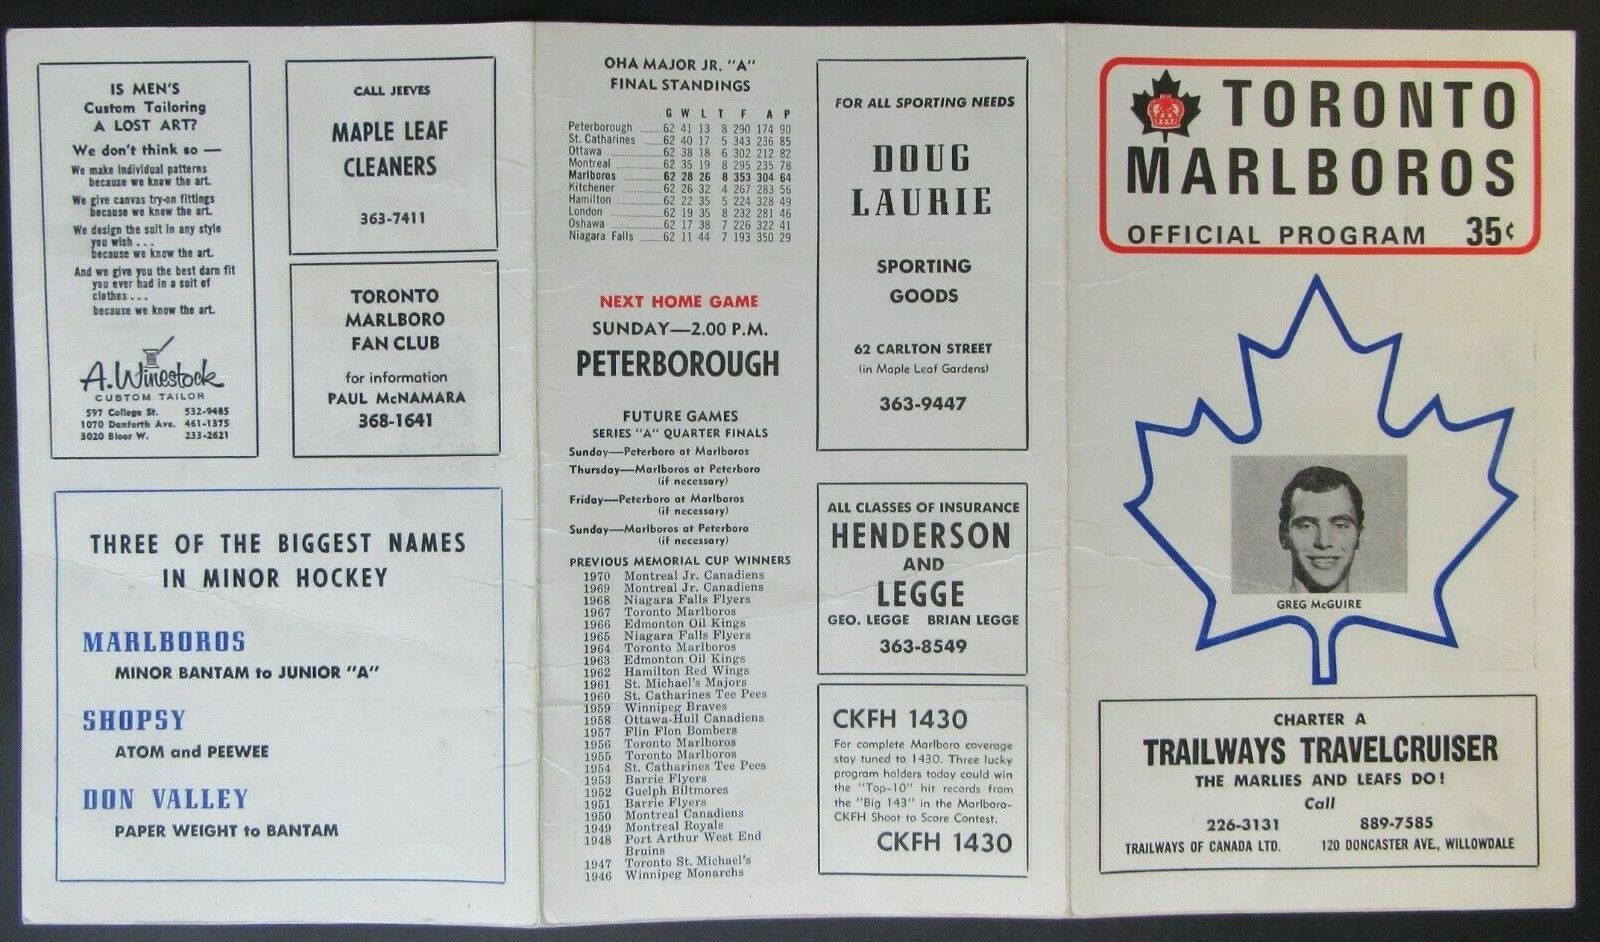 IS MEN'S
Custom Tailoring
A LOST ART?
We don't think so —
We make individual patterns
because we know the art.
We give canvas try-on fittings
because we know the art.
We design the suit in any style
you wish . . .
because we know the art.
And we give you the best darn fit
you ever had in a suit of
clothes . . .
because we know the art.
A. Winestock
CUSTOM TAILOR
597 College St. 532-9485
1070 Danforth Ave. 461-1375
3020 Bloor W. 233-2621
CALL JEEVES
MAPLE LEAF
CLEANERS
363-7411
TORONTO
MARLBORO
FAN CLUB
for information
PAUL McNAMARA
368-1641
THREE OF THE BIGGEST NAMES
IN MINOR HOCKEY
MARLBOROS
MINOR BANTAM to JUNIOR "A"
SHOPSY
ATOM and PEEWEE
DON VALLEY
PAPER WEIGHT to BANTAM
OHA MAJOR JR. "A"
FINAL STANDINGS
G W L T F A P
Peterborough 62 41 13 8 290 174 90
St. Catharines 62 40 17 5 343 236 85
Ottawa 62 38 18 6 302 212 82
Montreal 62 35 19 8 295 235 78
Marlboros 62 28 26 8 353 304 64
Kitchener 62 26 32 4 267 283 56
Hamilton 62 22 35 5 224 328 49
London 62 19 35 8 232 281 46
Oshawa 62 17 38 7 226 322 41
Niagara Falls 62 11 44 7 193 350 29
NEXT HOME GAME
SUNDAY—2.00 P.M.
PETERBOROUGH
FUTURE GAMES
SERIES "A" QUARTER FINALS
Sunday—Peterboro at Marlboros
Thursday—Marlboros at Peterboro
(if necessary)
Friday—Peterboro at Marlboros
(if necessary)
Sunday—Marlboros at Peterboro
(if necessary)
PREVIOUS MEMORIAL CUP WINNERS
1970 Montreal Jr. Canadiens
1969 Montreal Jr. Canadiens
1968 Niagara Falls Flyers
1967 Toronto Marlboros
1966 Edmonton Oil Kings
1965 Niagara Falls Flyers
1964 Toronto Marlboros
1963 Edmonton Oil Kings
1962 Hamilton Red Wings
1961 St. Michael's Majors
1960 St. Catharines Tee Pees
1959 Winnipeg Braves
1958 Ottawa-Hull Canadiens
1957 Flin Flon Bombers
1956 Toronto Marlboros
1955 Toronto Marlboros
1954 St. Catharines Tee Pees
1953 Barrie Flyers
1952 Guelph Biltmores
1951 Barrie Flyers
1950 Montreal Canadiens
1949 Montreal Royals
1948 Port Arthur West End
Bruins
1947 Toronto St. Michael's
1946 Winnipeg Monarchs
FOR ALL SPORTING NEEDS
DOUG
LAURIE
SPORTING
GOODS
62 CARLTON STREET
(in Maple Leaf Gardens)
363-9447
ALL CLASSES OF INSURANCE
HENDERSON
AND
LEGGE
GEO. LEGGE BRIAN LEGGE
363-8549
CKFH 1430
For complete Marlboro coverage
stay tuned to 1430. Three lucky
program holders today could win
the "Top-10" hit records from
the "Big 143" in the Marlboro-
CKFH Shoot to Score Contest.
CKFH 1430
TORONTO
MARLBOROS
OFFICIAL PROGRAM 35¢
GREG McGUIRE
CHARTER A
TRAILWAYS TRAVELCRUISER
THE MARLIES AND LEAFS DO!
Call
226-3131 889-7585
TRAILWAYS OF CANADA LTD. 120 DONCASTER AVE., WILLOWDALE